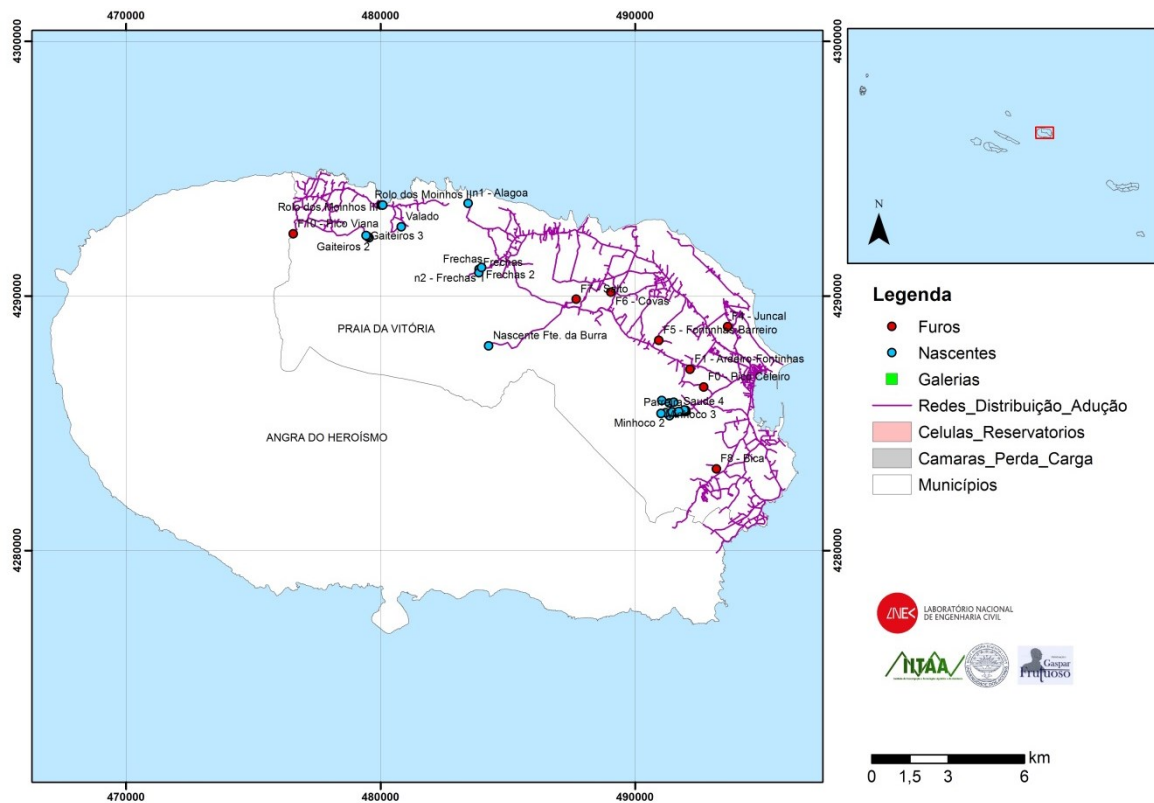 470000
480000
490000
4300000
4300000
Rolo dos Moinhos II
n1 - Alagoa
Rolo dos Moinhos III
Valado
F10 - Pico Viana
Gaiteiros 3
Gaiteiros 2
Frechas
Frechas
Frechas 2
n2 - Frechas 1
4290000
4290000
F7 - Salto
F6 - Covas
F4 - Juncal
PRAIA DA VITÓRIA
F5 - Fontinhas Barreiro
Nascente Fte. da Burra
F1 - Ardeiro-Fontinhas
F0 - Pico Celeiro
Saude 4
Minhoco 3
Minhoco 2
ANGRA DO HEROÍSMO
F8 - Bica
4280000
4280000
470000
480000
490000
N
Legenda
Furos
Nascentes
Galerias
Redes_Distribuição_Adução
Celulas_Reservatorios
Camaras_Perda_Carga
Municípios
LNEC
LABORATÓRIO NACIONAL
DE ENGENHARIA CIVIL
Gaspar
Frutuoso
km
0
1,5
3
6